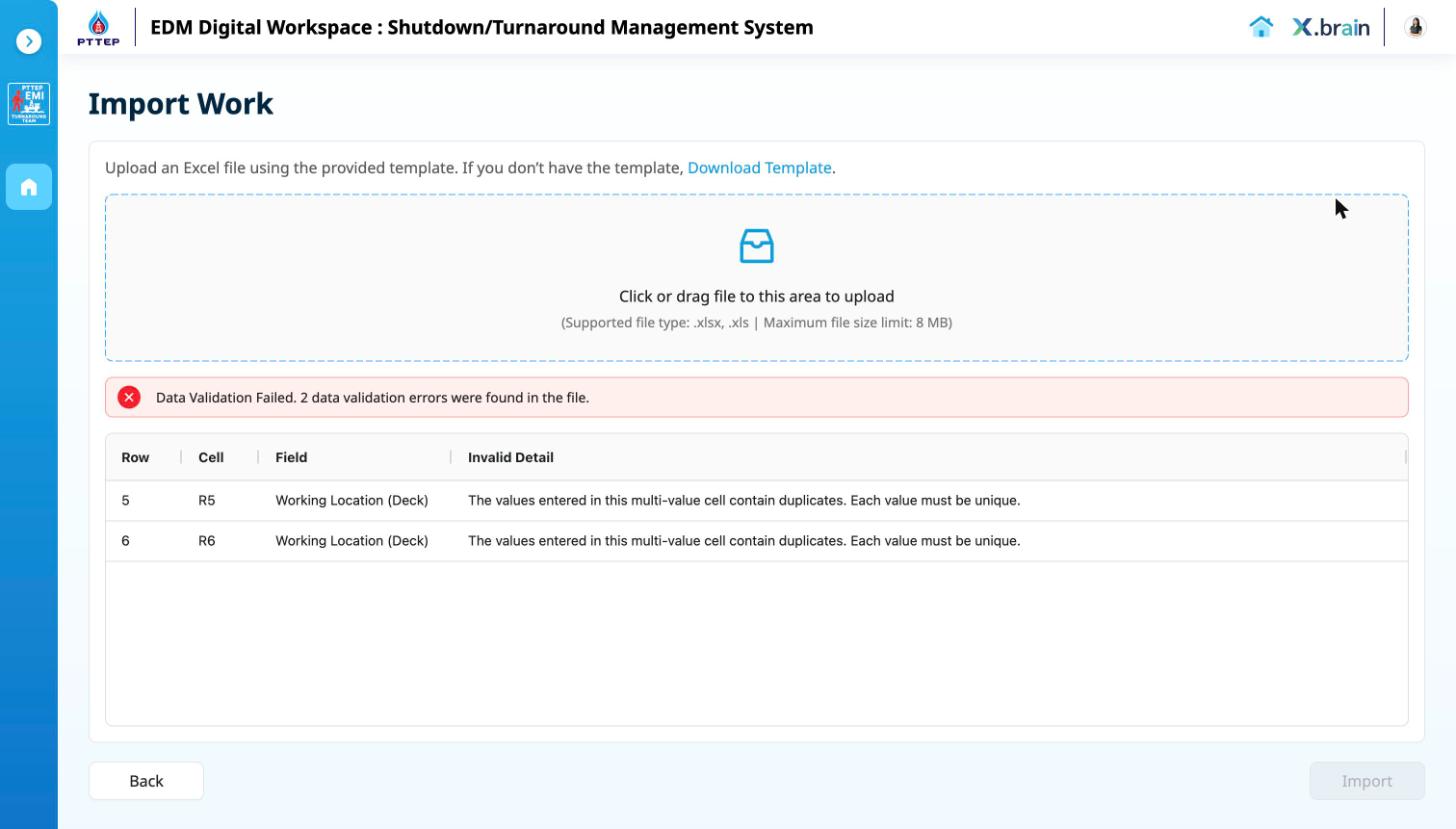 PTTEP
EDM Digital Workspace : Shutdown/Turnaround Management System
X.brain
PTTEP
EMI
TURNAROUND
TEAM
Import Work
Upload an Excel file using the provided template. If you don’t have the template, Download Template.
Click or drag file to this area to upload
(Supported file type: .xlsx, .xls | Maximum file size limit: 8 MB)
Data Validation Failed. 2 data validation errors were found in the file.
Row Cell Field Invalid Detail
5 R5 Working Location (Deck) The values entered in this multi-value cell contain duplicates. Each value must be unique.
6 R6 Working Location (Deck) The values entered in this multi-value cell contain duplicates. Each value must be unique.
Back Import